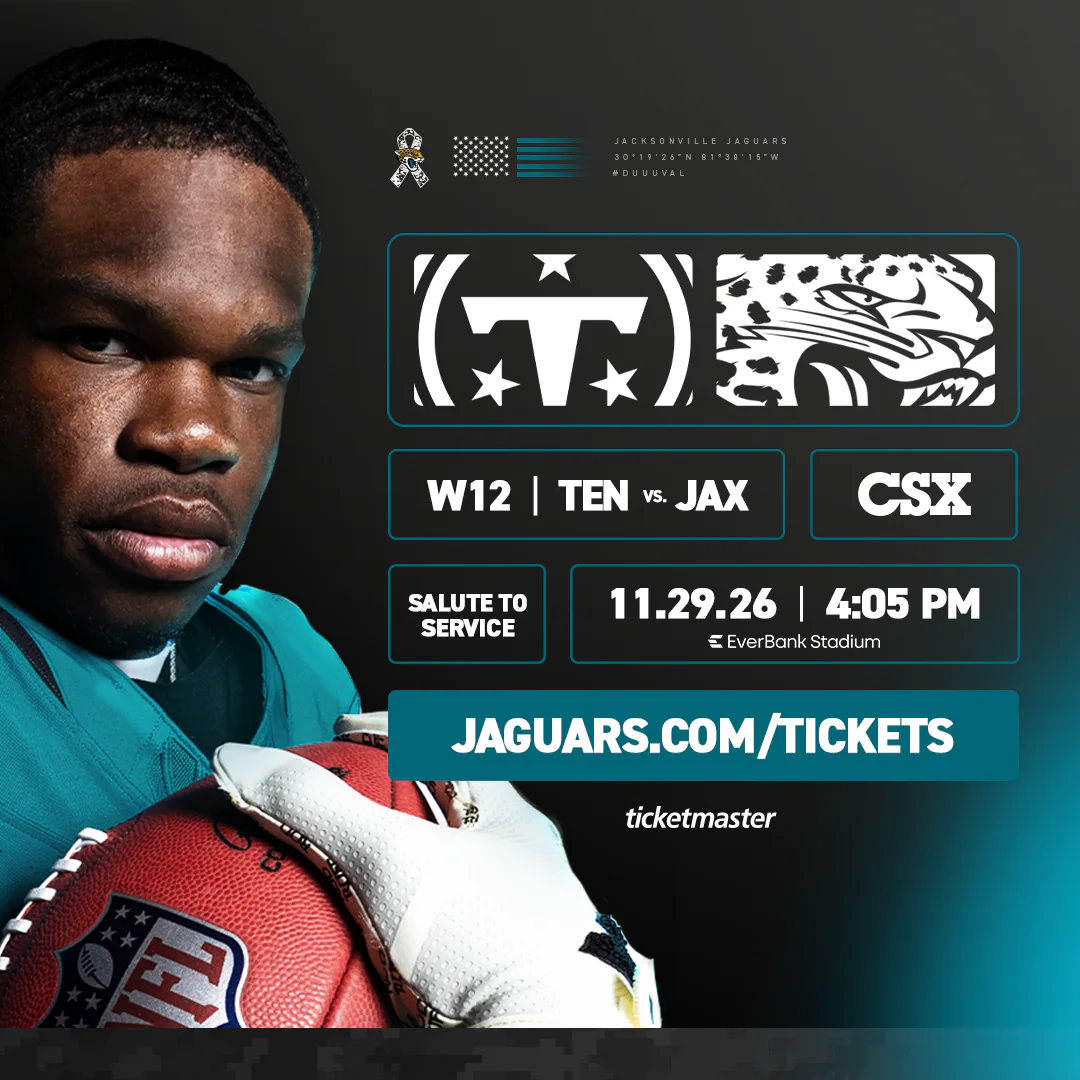 JACKSONVILLE JAGUARS
30°19'26"N 81°38'15"W
#DUUUVAL
T
W12 | TEN vs. JAX
CSX
SALUTE TO
SERVICE
11.29.26 | 4:05 PM
EverBank Stadium
JAGUARS.COM/TICKETS
ticketmaster
NFL